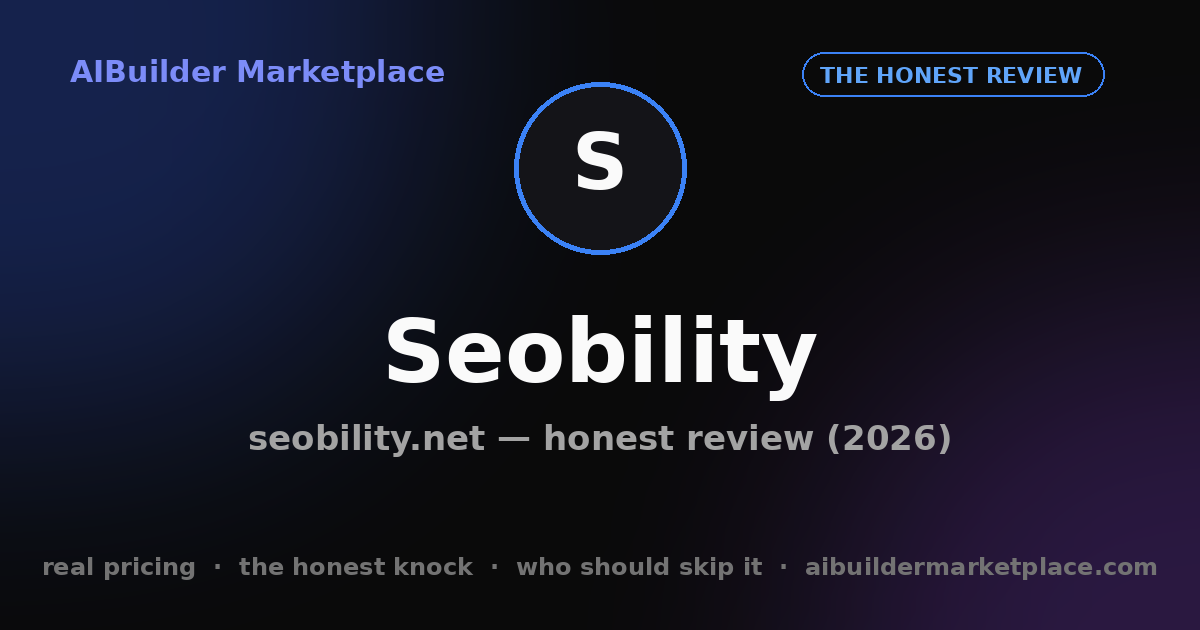 AIBuilder Marketplace
THE HONEST REVIEW
S
Seobility
seobility.net — honest review (2026)
real pricing · the honest knock · who should skip it · aibuildermarketplace.com